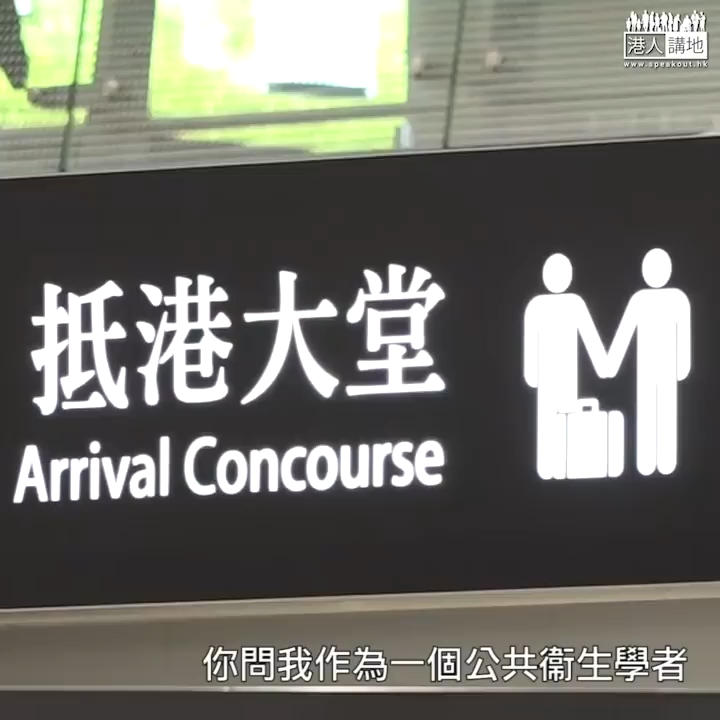 港人講地
www.speakout.hk
抵港大堂
Arrival Concourse
你問我作為一個公共衞生學者